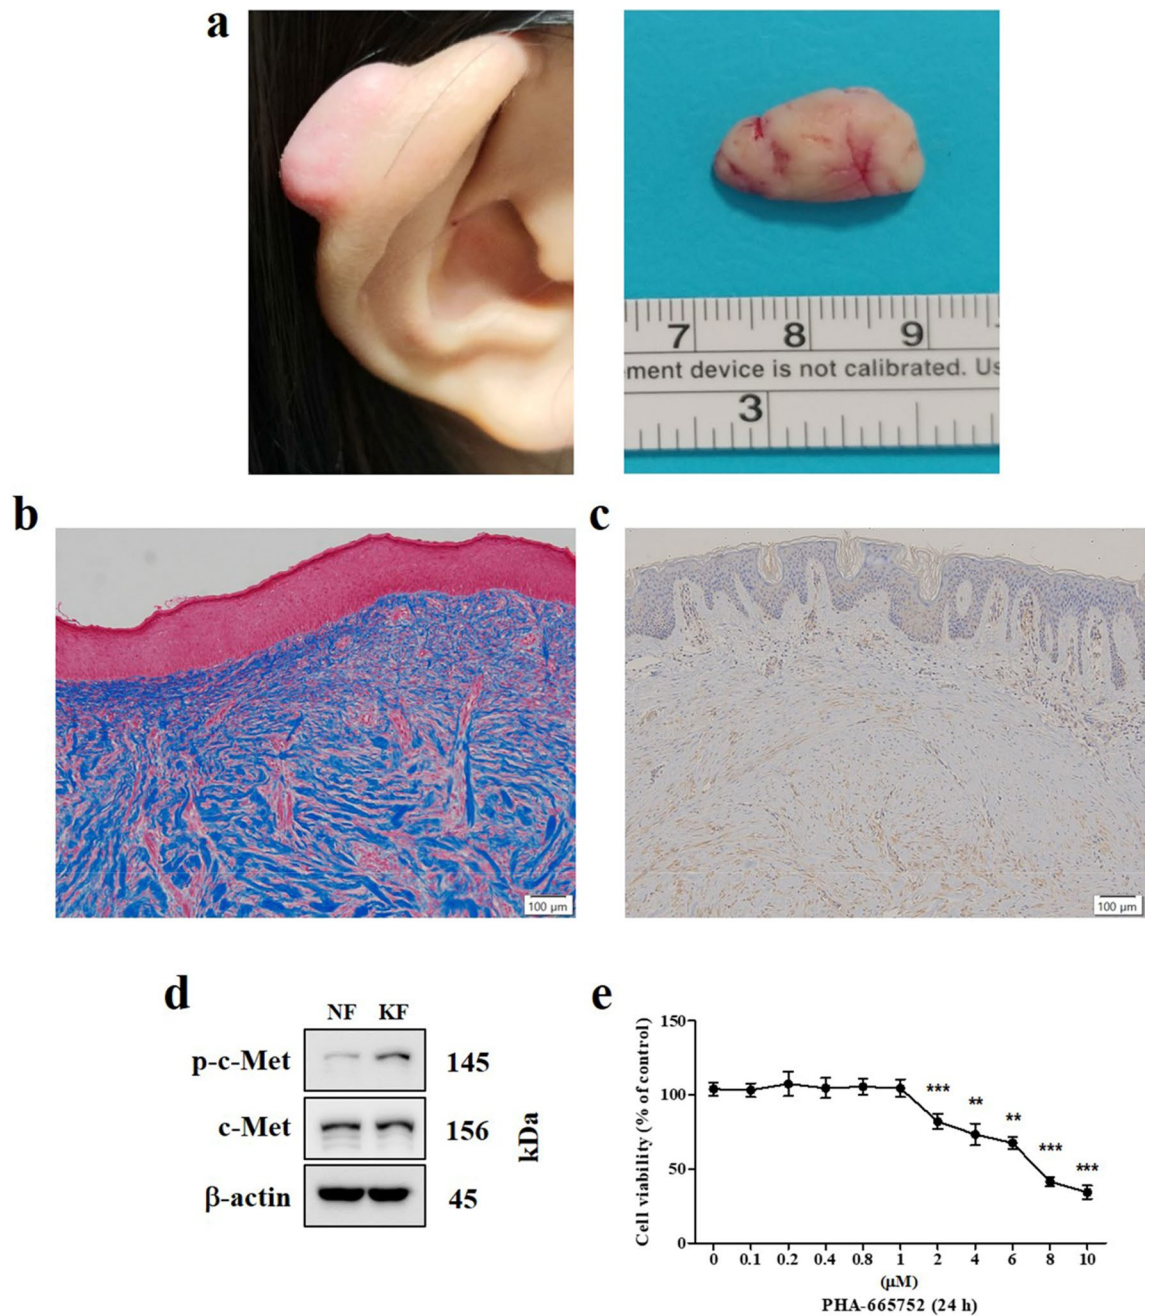 a
7 8 9
ment device is not calibrated. Us
3
b
c
100 µm
100 µm
d
NF KF
p-c-Met 145
c-Met 156
β-actin 45
kDa
e
Cell viability (% of control)
150
100
50
0
***
**
**
***
***
0 0.1 0.2 0.4 0.8 1 2 4 6 8 10
(µM)
PHA-665752 (24 h)